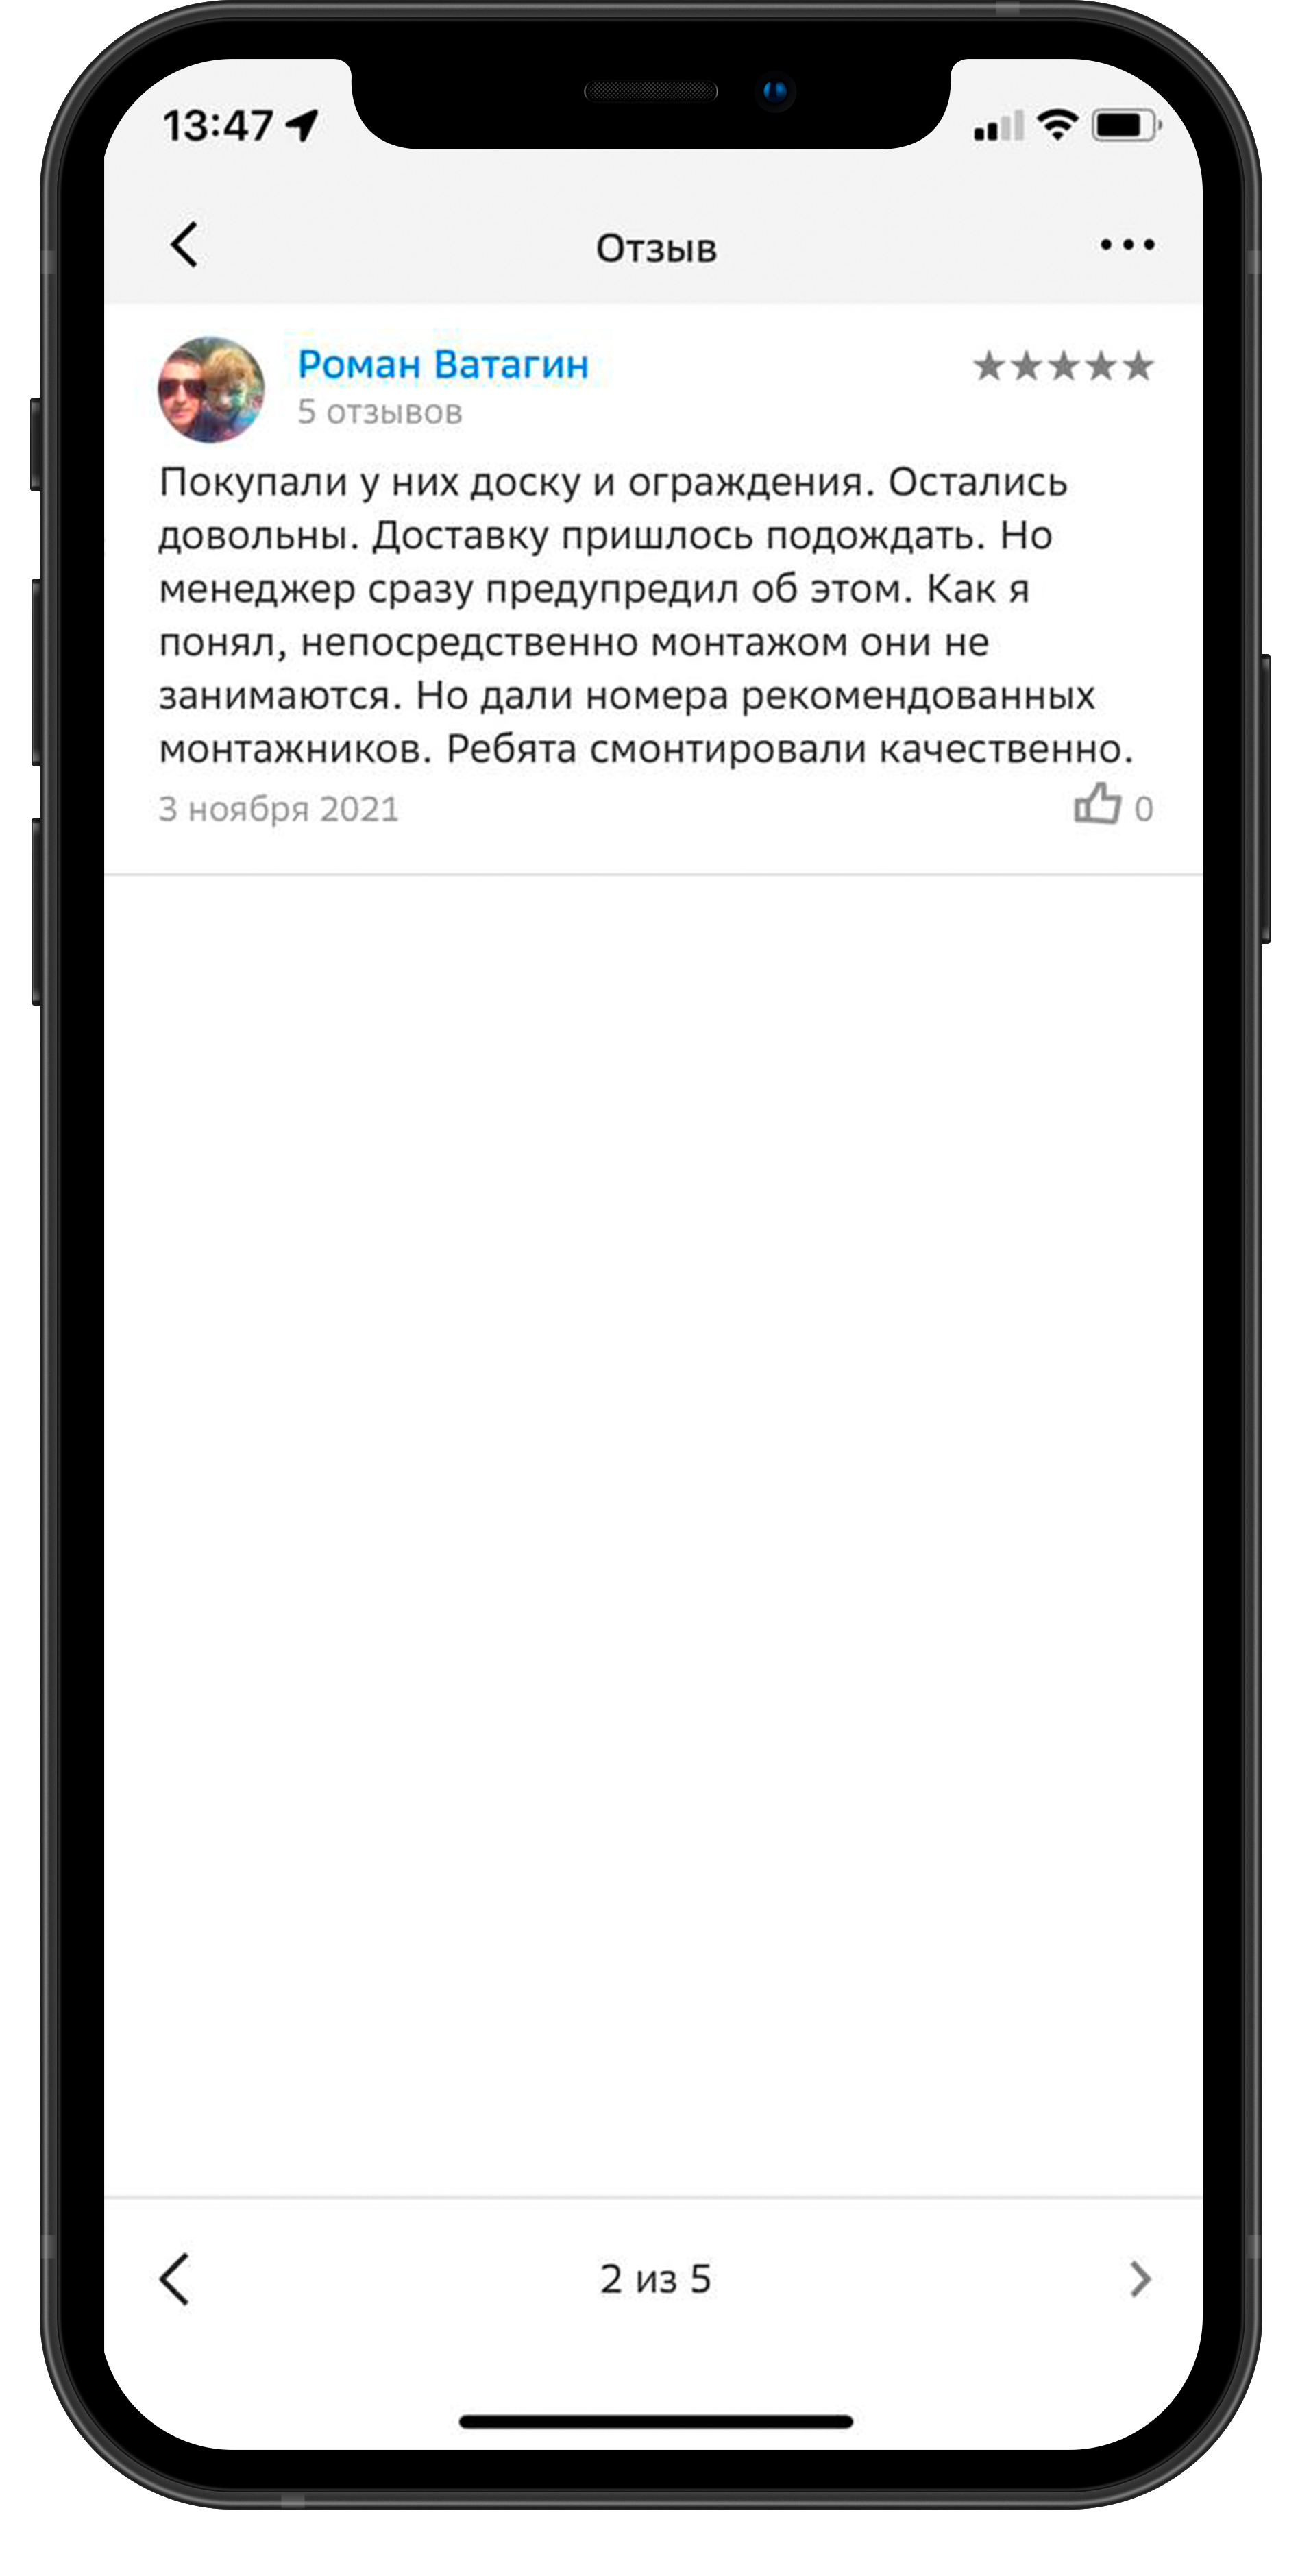 13:47
Отзыв
Роман Ватагин
5 отзывов
Покупали у них доску и ограждения. Остались
довольны. Доставку пришлось подождать. Но
менеджер сразу предупредил об этом. Как я
понял, непосредственно монтажом они не
занимаются. Но дали номера рекомендованных
монтажников. Ребята смонтировали качественно.
3 ноября 2021
0
2 из 5